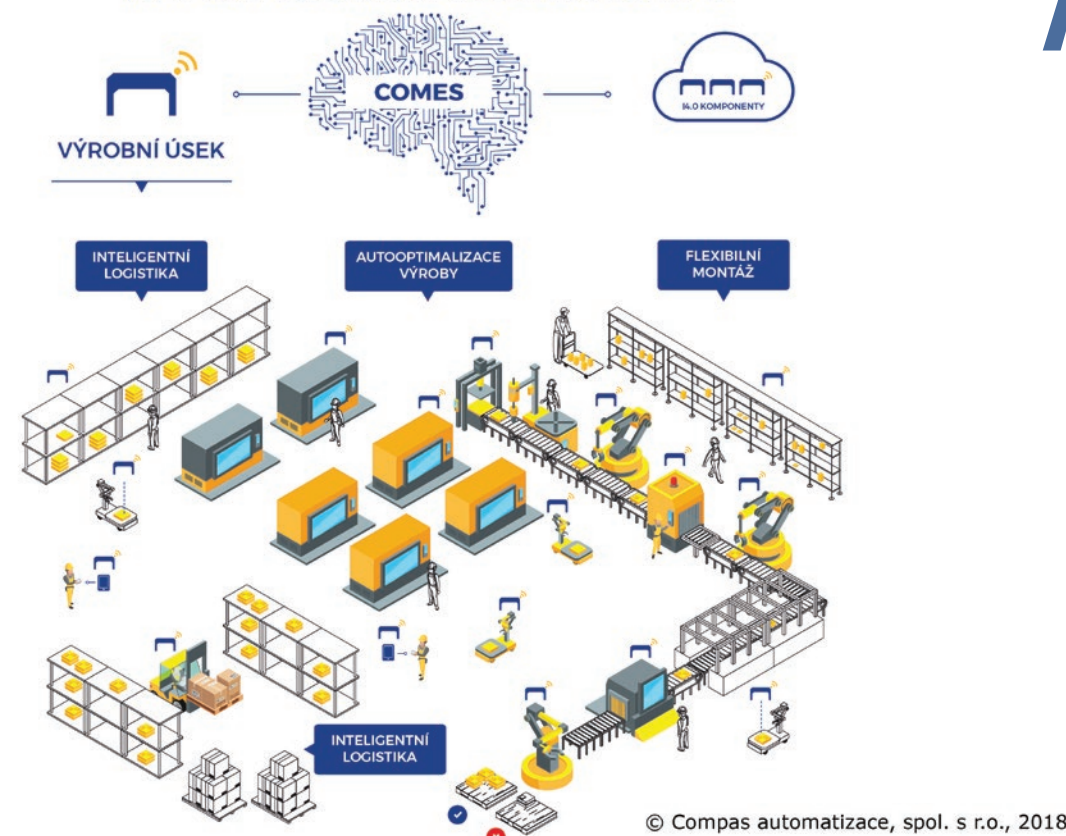 COMES
I4.0 KOMPONENTY
VÝROBNÍ ÚSEK
INTELIGENTNÍ
LOGISTIKA
AUTOOPTIMALIZACE
VÝROBY
FLEXIBILNÍ
MONTÁŽ
INTELIGENTNÍ
LOGISTIKA
© Compas automatizace, spol. s r.o., 2018